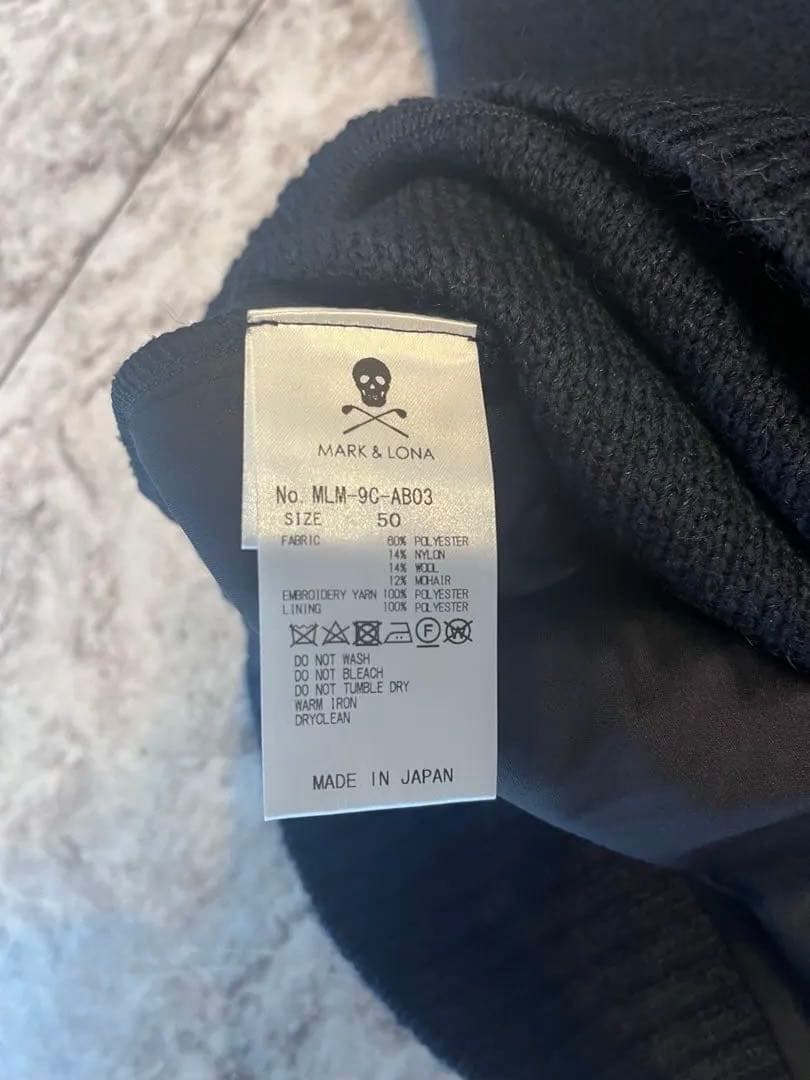 MARK & LONA
No. MLM-9C-AB03
SIZE 50
FABRIC 60% POLYESTER
14% NYLON
14% WOOL
12% MOHAIR
EMBROIDERY YARN 100% POLYESTER
LINING 100% POLYESTER
F W
DO NOT WASH
DO NOT BLEACH
DO NOT TUMBLE DRY
WARM IRON
DRYCLEAN
MADE IN JAPAN